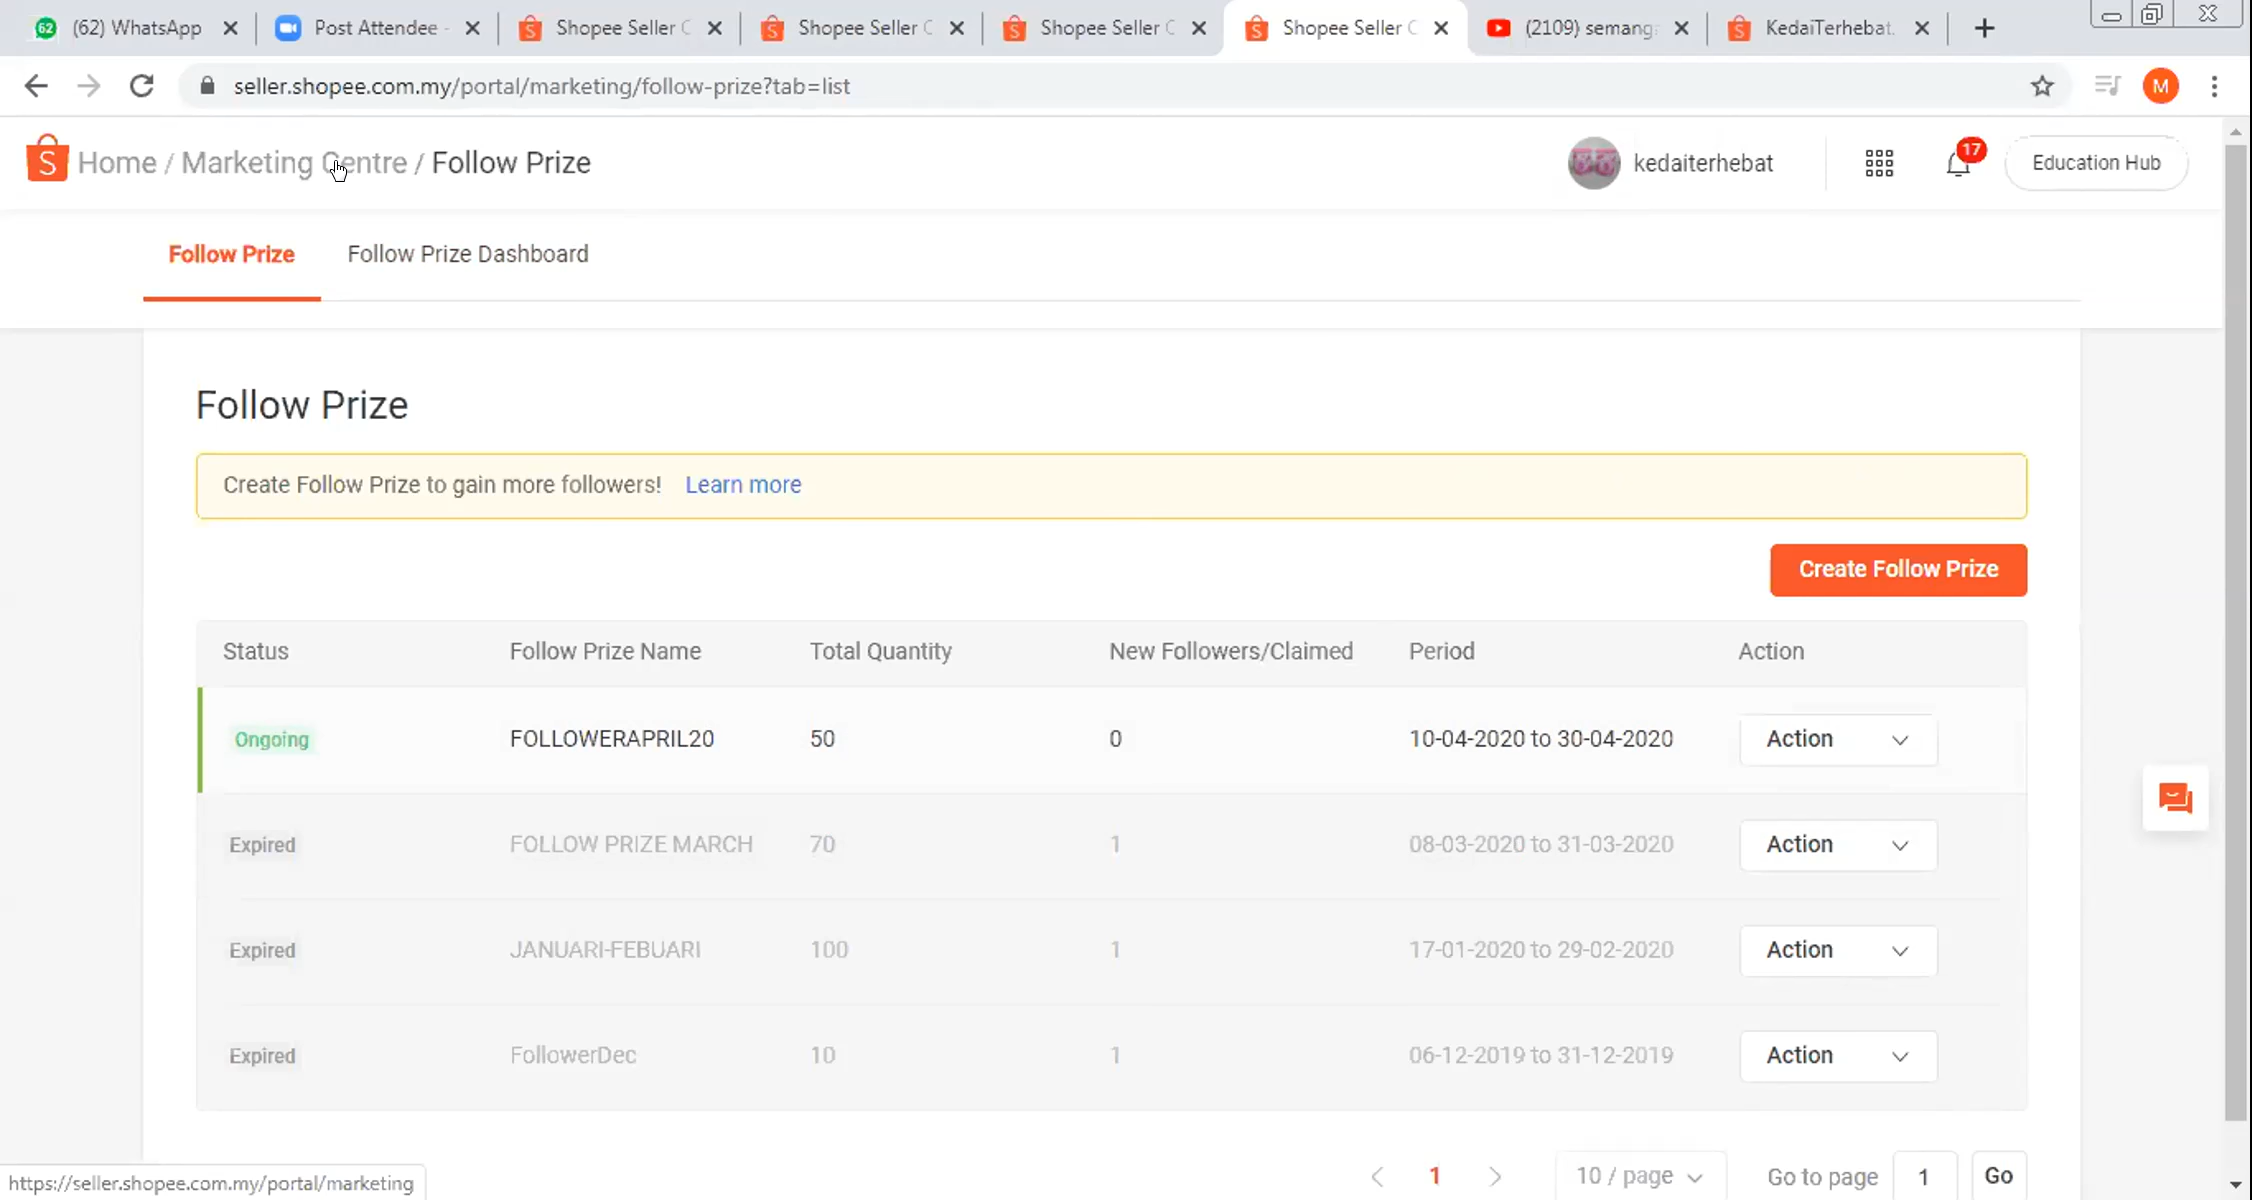 (62) WhatsApp Post Attendee - Shopee Seller C Shopee Seller C Shopee Seller C Shopee Seller C (2109) semang KedaiTerhebat.
seller.shopee.com.my/portal/marketing/follow-prize?tab=list M
Home / Marketing Centre / Follow Prize kedaiterhebat 17 Education Hub
Follow Prize Follow Prize Dashboard
Follow Prize
Create Follow Prize to gain more followers! Learn more
Create Follow Prize
Status Follow Prize Name Total Quantity New Followers/Claimed Period Action
Ongoing FOLLOWERAPRIL20 50 0 10-04-2020 to 30-04-2020 Action
Expired FOLLOW PRIZE MARCH 70 1 08-03-2020 to 31-03-2020 Action
Expired JANUARI-FEBUARI 100 1 17-01-2020 to 29-02-2020 Action
Expired FollowerDec 10 1 06-12-2019 to 31-12-2019 Action
1 10 / page Go to page 1 Go
https://seller.shopee.com.my/portal/marketing